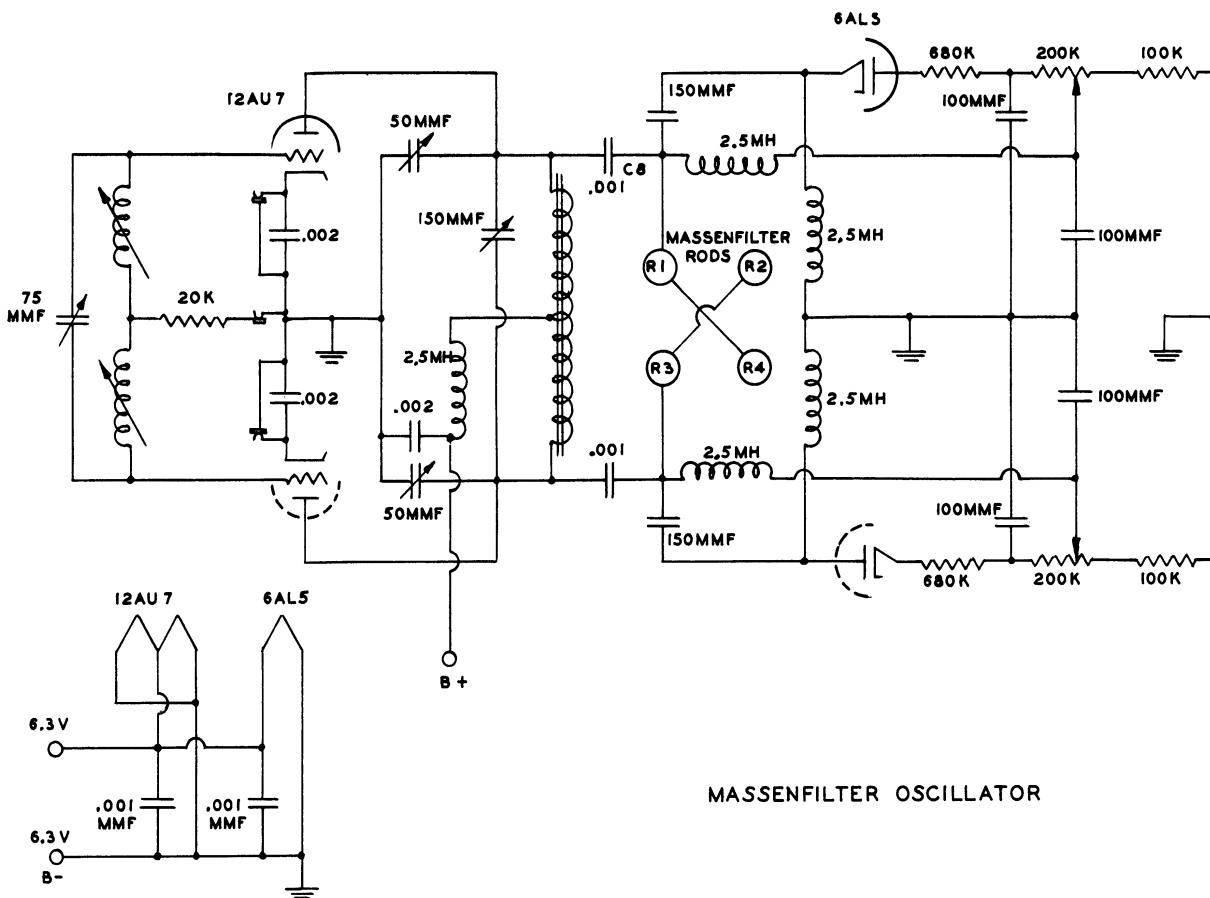 6AL5
680K
200K
100K
150MMF
100MMF
12AU7
50MMF
2.5MH
C8
.001
150MMF
.002
2.5MH
100MMF
MASSENFILTER
RODS
R1
R2
75
MMF
20K
2.5MH
R3
R4
.002
.002
2.5MH
100MMF
.001
2.5MH
50MMF
100MMF
150MMF
680K
200K
100K
12AU7
6AL5
B+
6.3V
.001
MMF
.001
MMF
MASSENFILTER OSCILLATOR
6.3V
B-